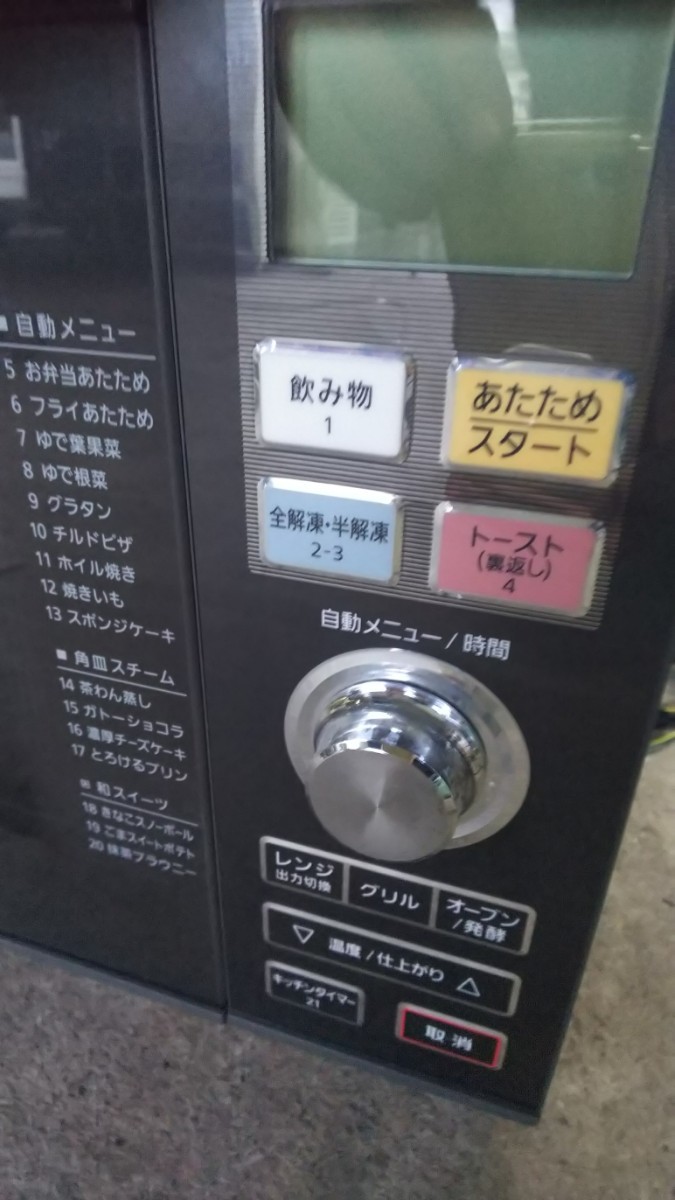 ■ 自動メニュー
5 お弁当あたため
6 フライあたため
7 ゆで葉果菜
8 ゆで根菜
9 グラタン
10 チルドピザ
11 ホイル焼き
12 焼きいも
13 スポンジケーキ
■ 角皿スチーム
14 茶わん蒸し
15 ガトーショコラ
16 濃厚チーズケーキ
17 とろけるプリン
■ 和スイーツ
18 きなこスノーボール
19 ごまスイートポテト
20 抹茶ブラウニー
飲み物
1
あたため
スタート
全解凍・半解凍
2-3
トースト
(裏返し)
4
自動メニュー / 時間
レンジ
出力切換
グリル
オーブン
/発酵
▽ 温度 / 仕上がり △
キッチンタイマー
21
取消